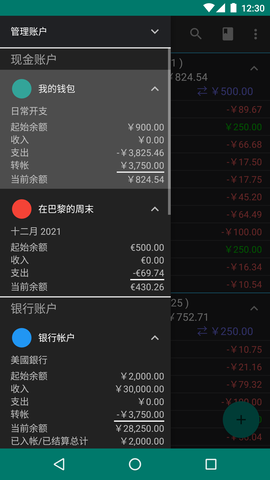 12:30
管理账户
现金账户
1 )
￥824.54
我的钱包
⇄ ￥500.00
日常开支
-￥89.67
起始余额 ￥900.00
￥250.00
收入 ￥0.00
支出 -￥3,825.46
-￥66.68
转帐 ￥3,750.00
-￥17.50
当前余额 ￥824.54
-￥17.75
-￥45.20
在巴黎的周末
-￥64.49
十二月 2021
-￥100.00
起始余额 €500.00
￥250.00
收入 €0.00
支出 -€69.74
-￥16.34
当前余额 €430.26
-￥10.54
银行账户
25 )
￥752.71
银行帐户
⇄ ￥250.00
美國銀行
-￥10.75
起始余额 ￥2,000.00
-￥21.16
收入 ￥30,000.00
支出 ￥0.00
-￥79.32
转帐 -￥3,750.00
当前余额 ￥28,250.00
已入帐/已结算总计 ￥2,000.00